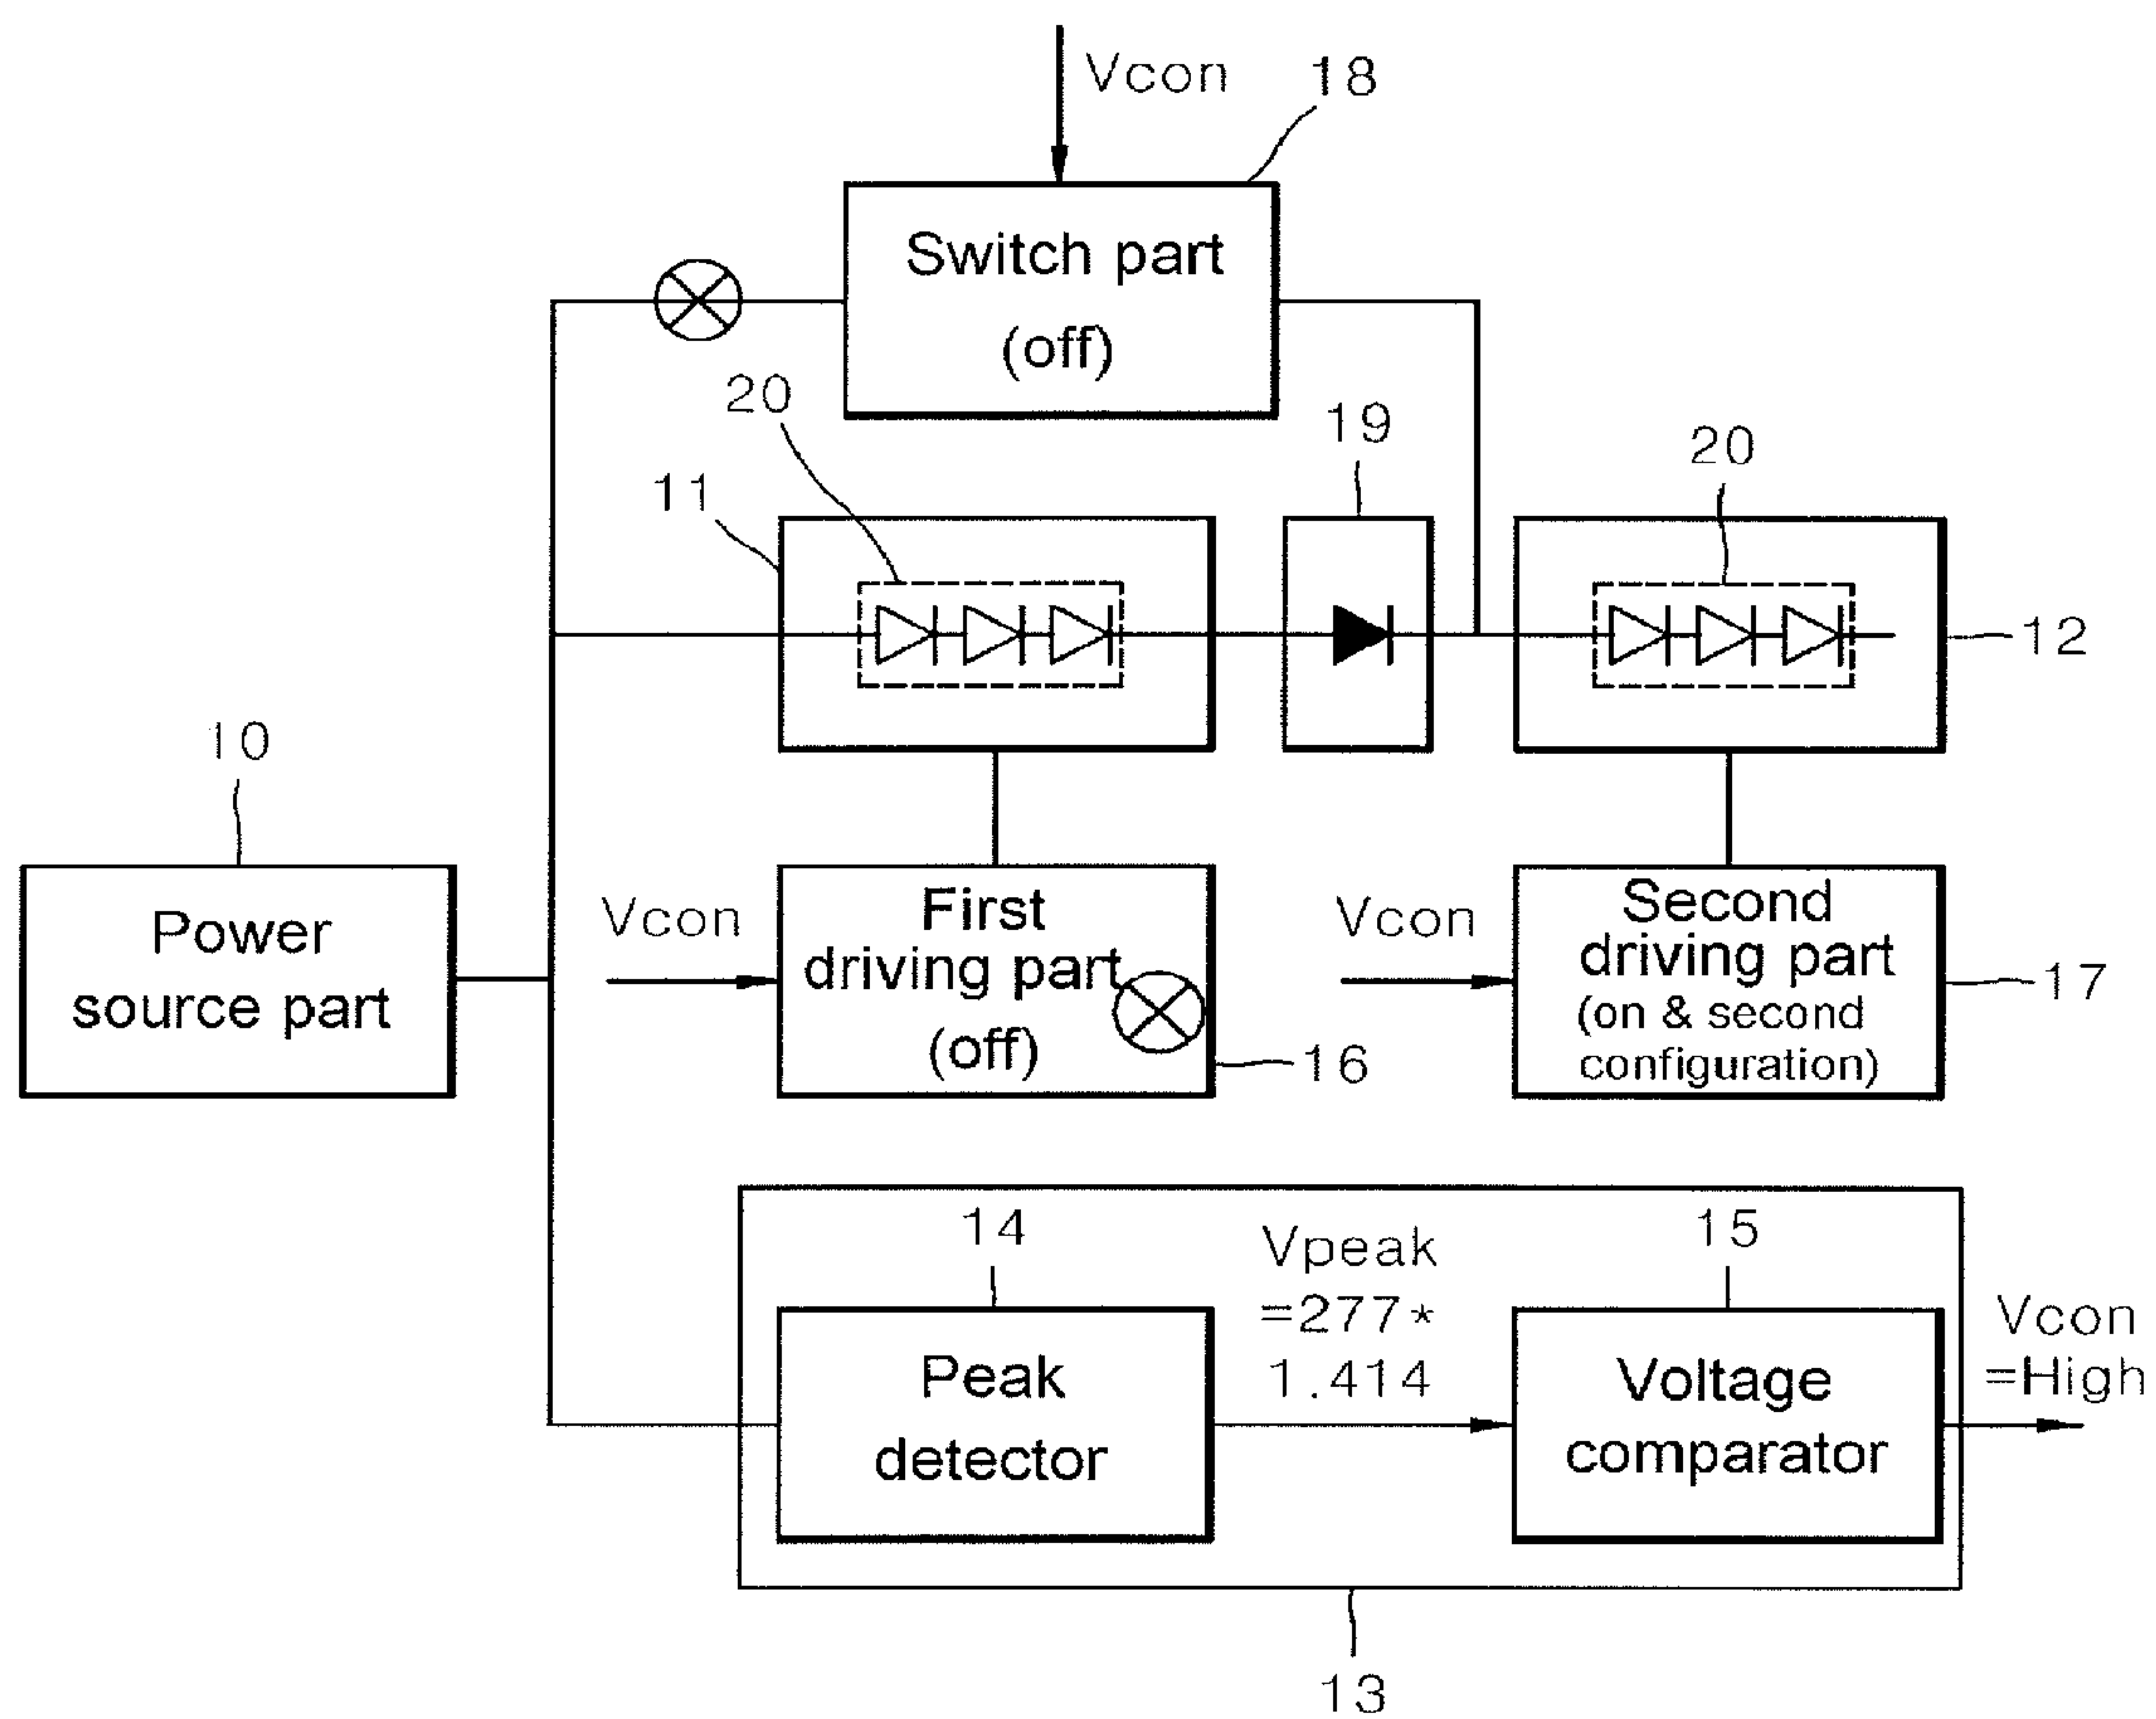 Vcon
18
Switch part
(off)
20
19
20
11
12
10
Power
source part
Vcon
First
driving part
(off)
16
Vcon
Second
driving part
(on & second
configuration)
17
14
Vpeak
=277*
1.414
15
Vcon
=High
Peak
detector
Voltage
comparator
13